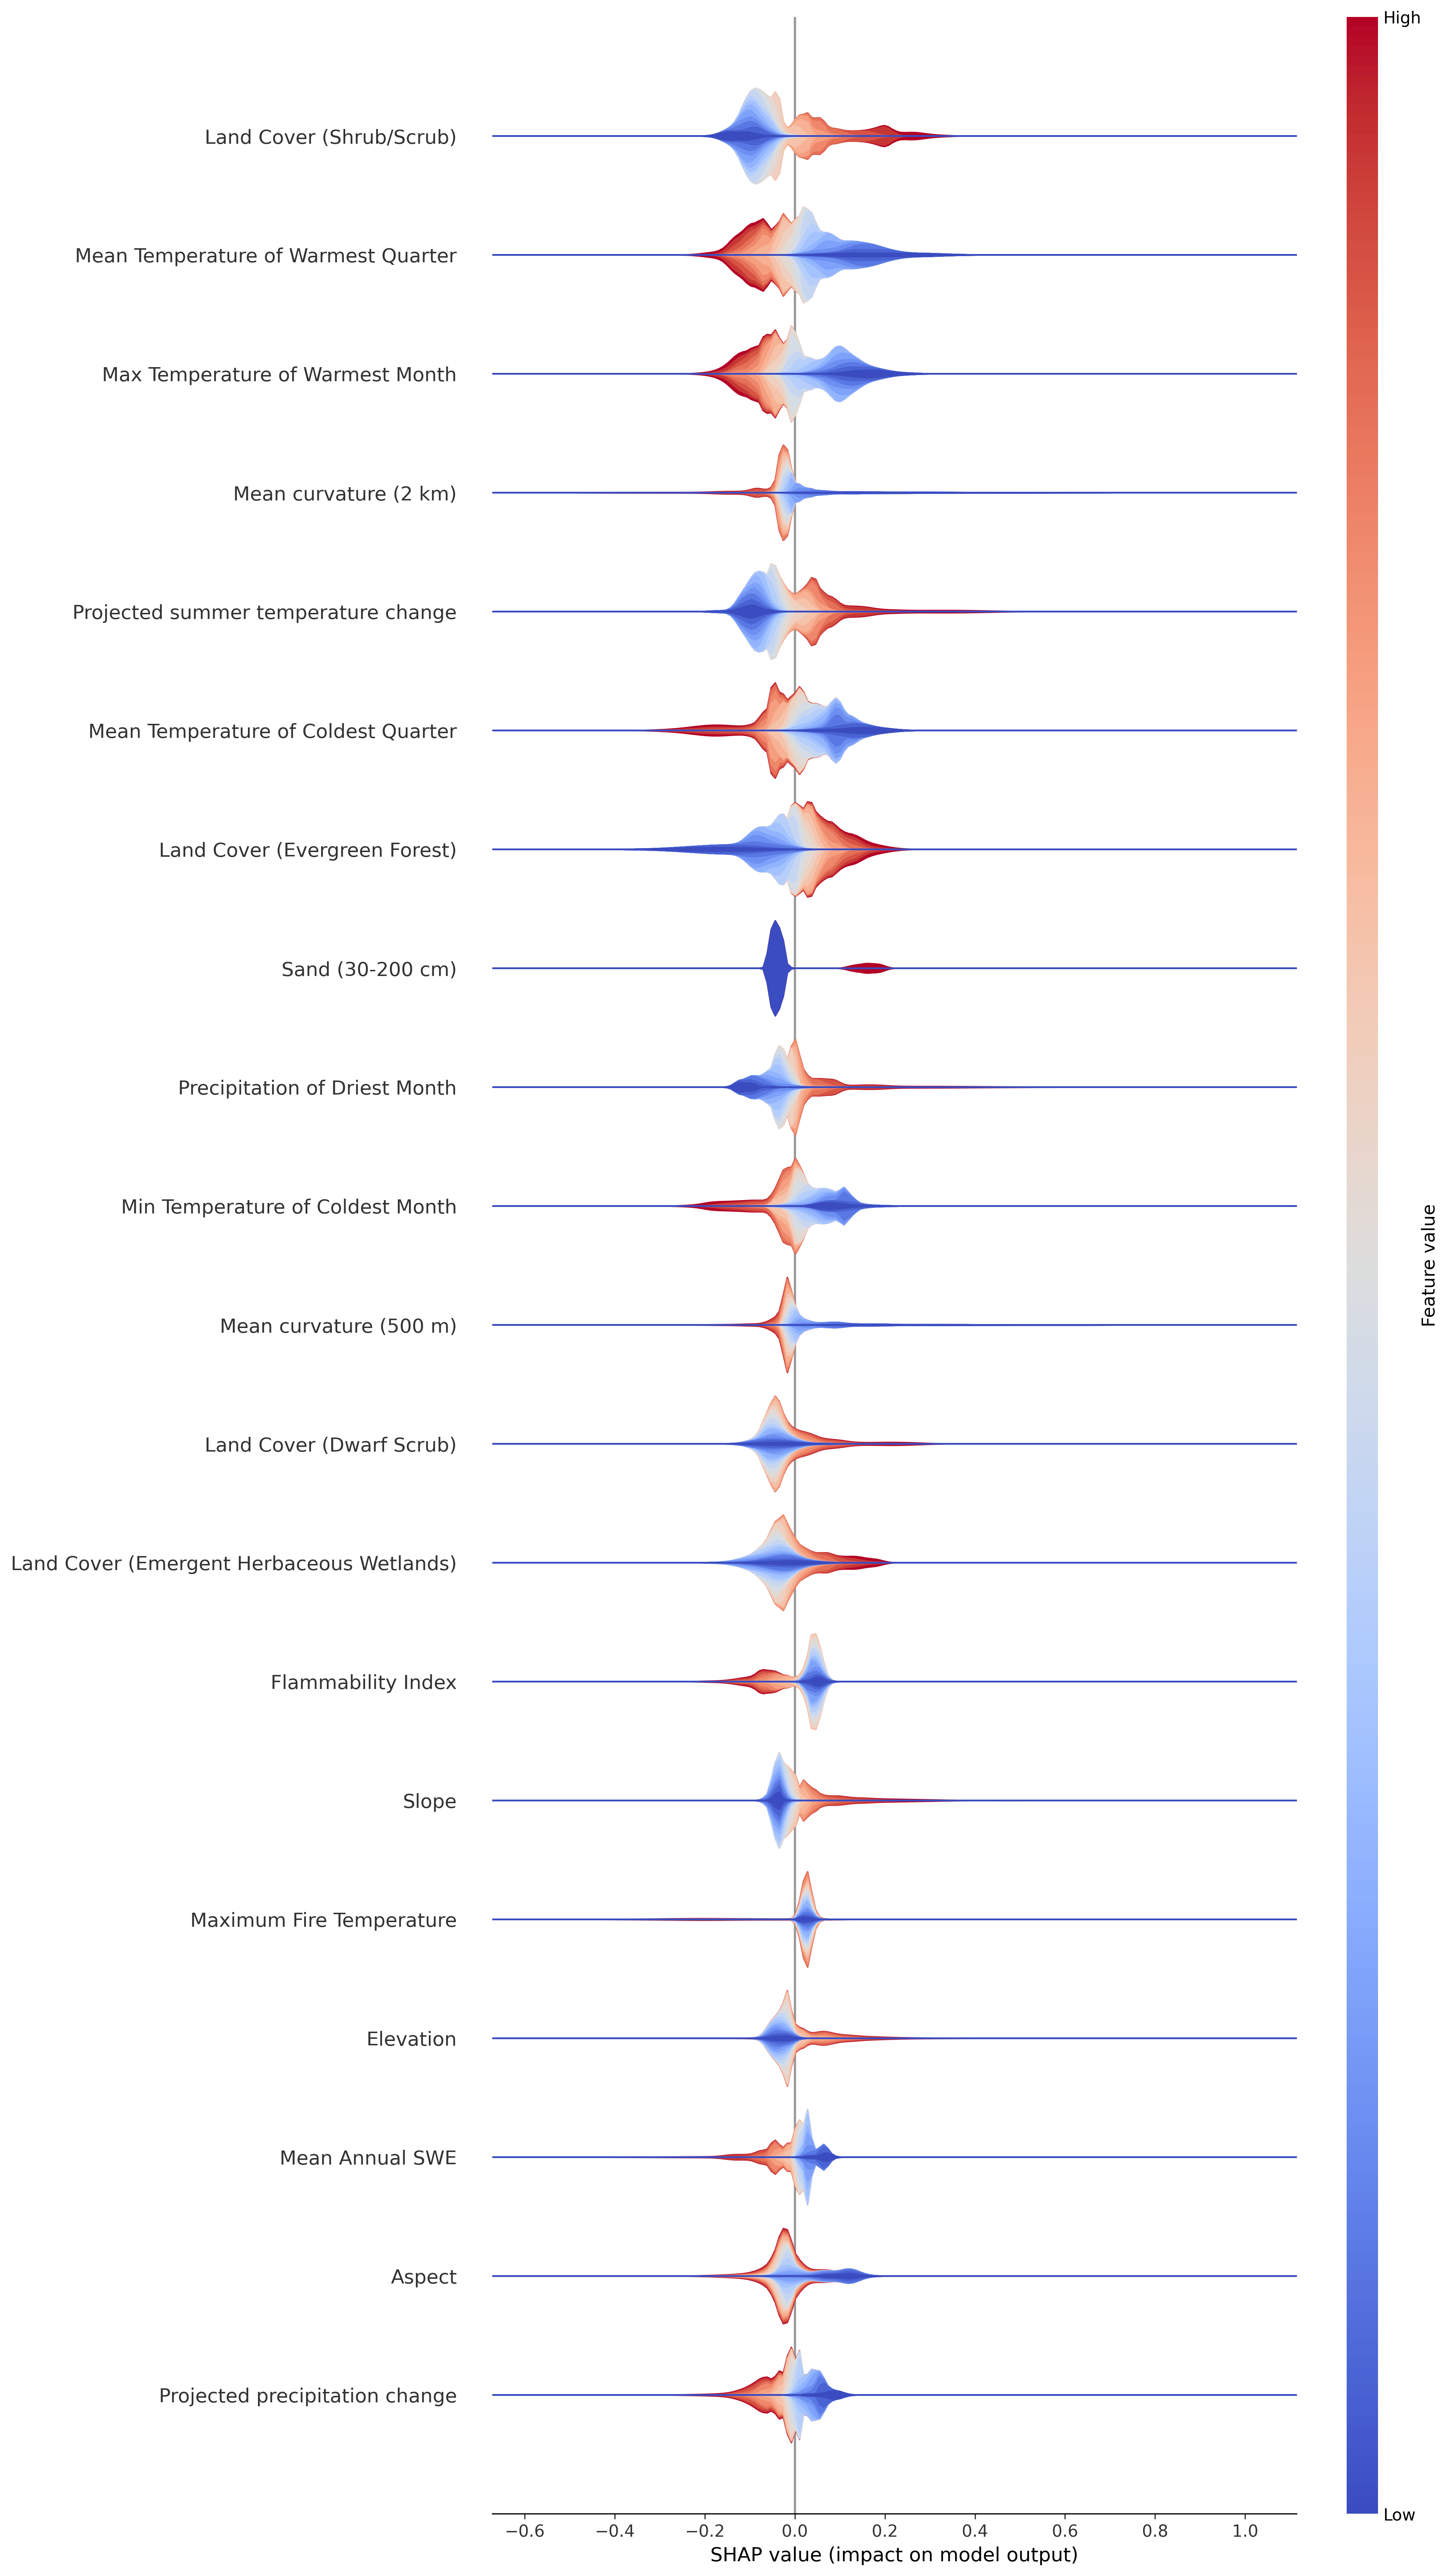 High
Land Cover (Shrub/Scrub)
Mean Temperature of Warmest Quarter
Max Temperature of Warmest Month
Mean curvature (2 km)
Projected summer temperature change
Mean Temperature of Coldest Quarter
Land Cover (Evergreen Forest)
Sand (30-200 cm)
Precipitation of Driest Month
Min Temperature of Coldest Month
Mean curvature (500 m)
Land Cover (Dwarf Scrub)
Land Cover (Emergent Herbaceous Wetlands)
Flammability Index
Slope
Maximum Fire Temperature
Elevation
Mean Annual SWE
Aspect
Projected precipitation change
Feature value
Low
−0.6 −0.4 −0.2 0.0 0.2 0.4 0.6 0.8 1.0
SHAP value (impact on model output)